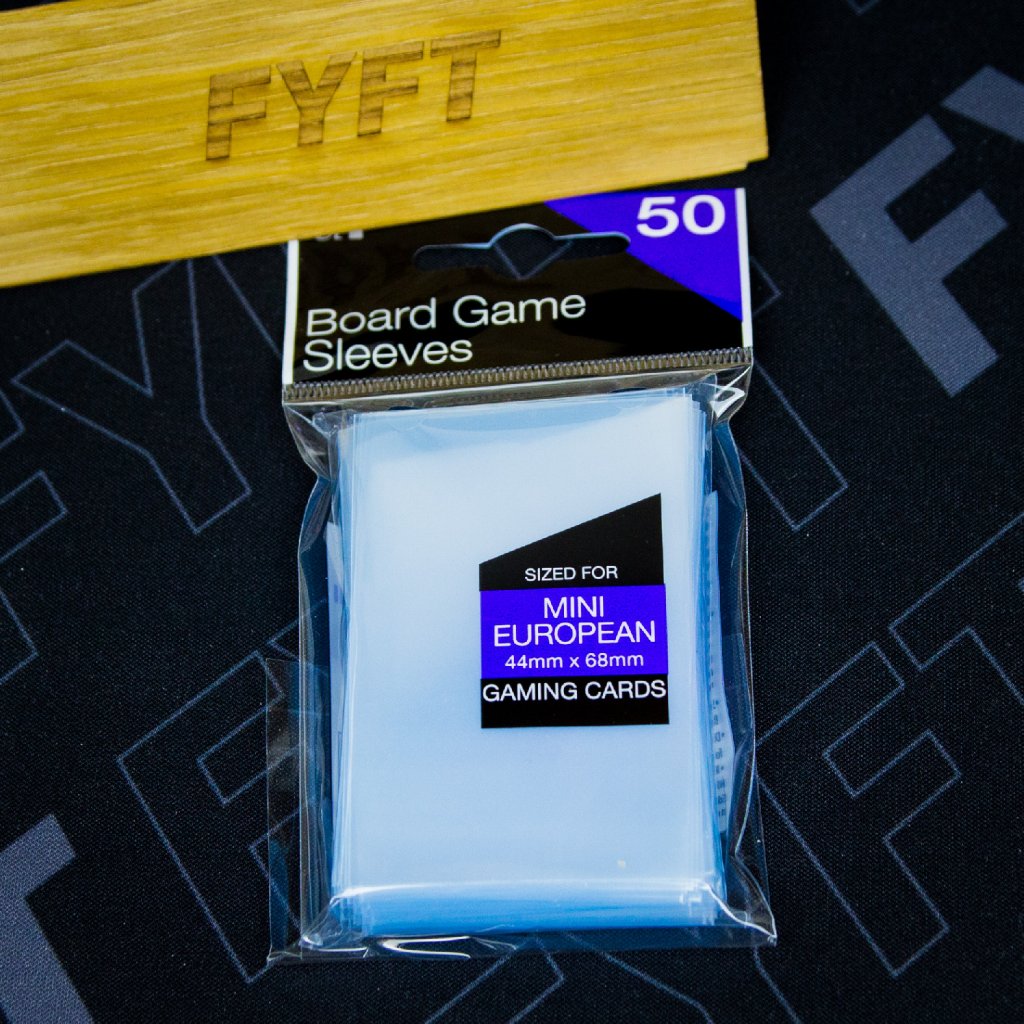 FYFT
50
Board Game
Sleeves
SIZED FOR
MINI
EUROPEAN
44mm x 68mm
GAMING CARDS